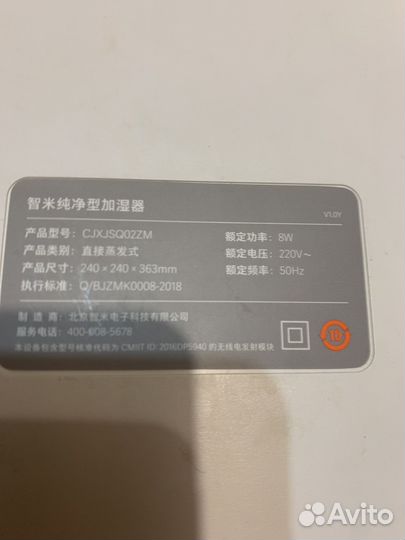 智米纯净型加湿器
V1.0Y
产品型号: CJXJSQ02ZM 额定功率: 8W
产品类别: 直接蒸发式 额定电压: 220V~
产品尺寸: 240×240×363mm 额定频率: 50Hz
执行标准: Q/BJZMK0008-2018
制 造 商: 北京智米电子科技有限公司
服务电话: 400-008-5678
10
本设备包含型号核准代码为 CMIIT ID: 2016DP5940 的无线电发射模块
Avito